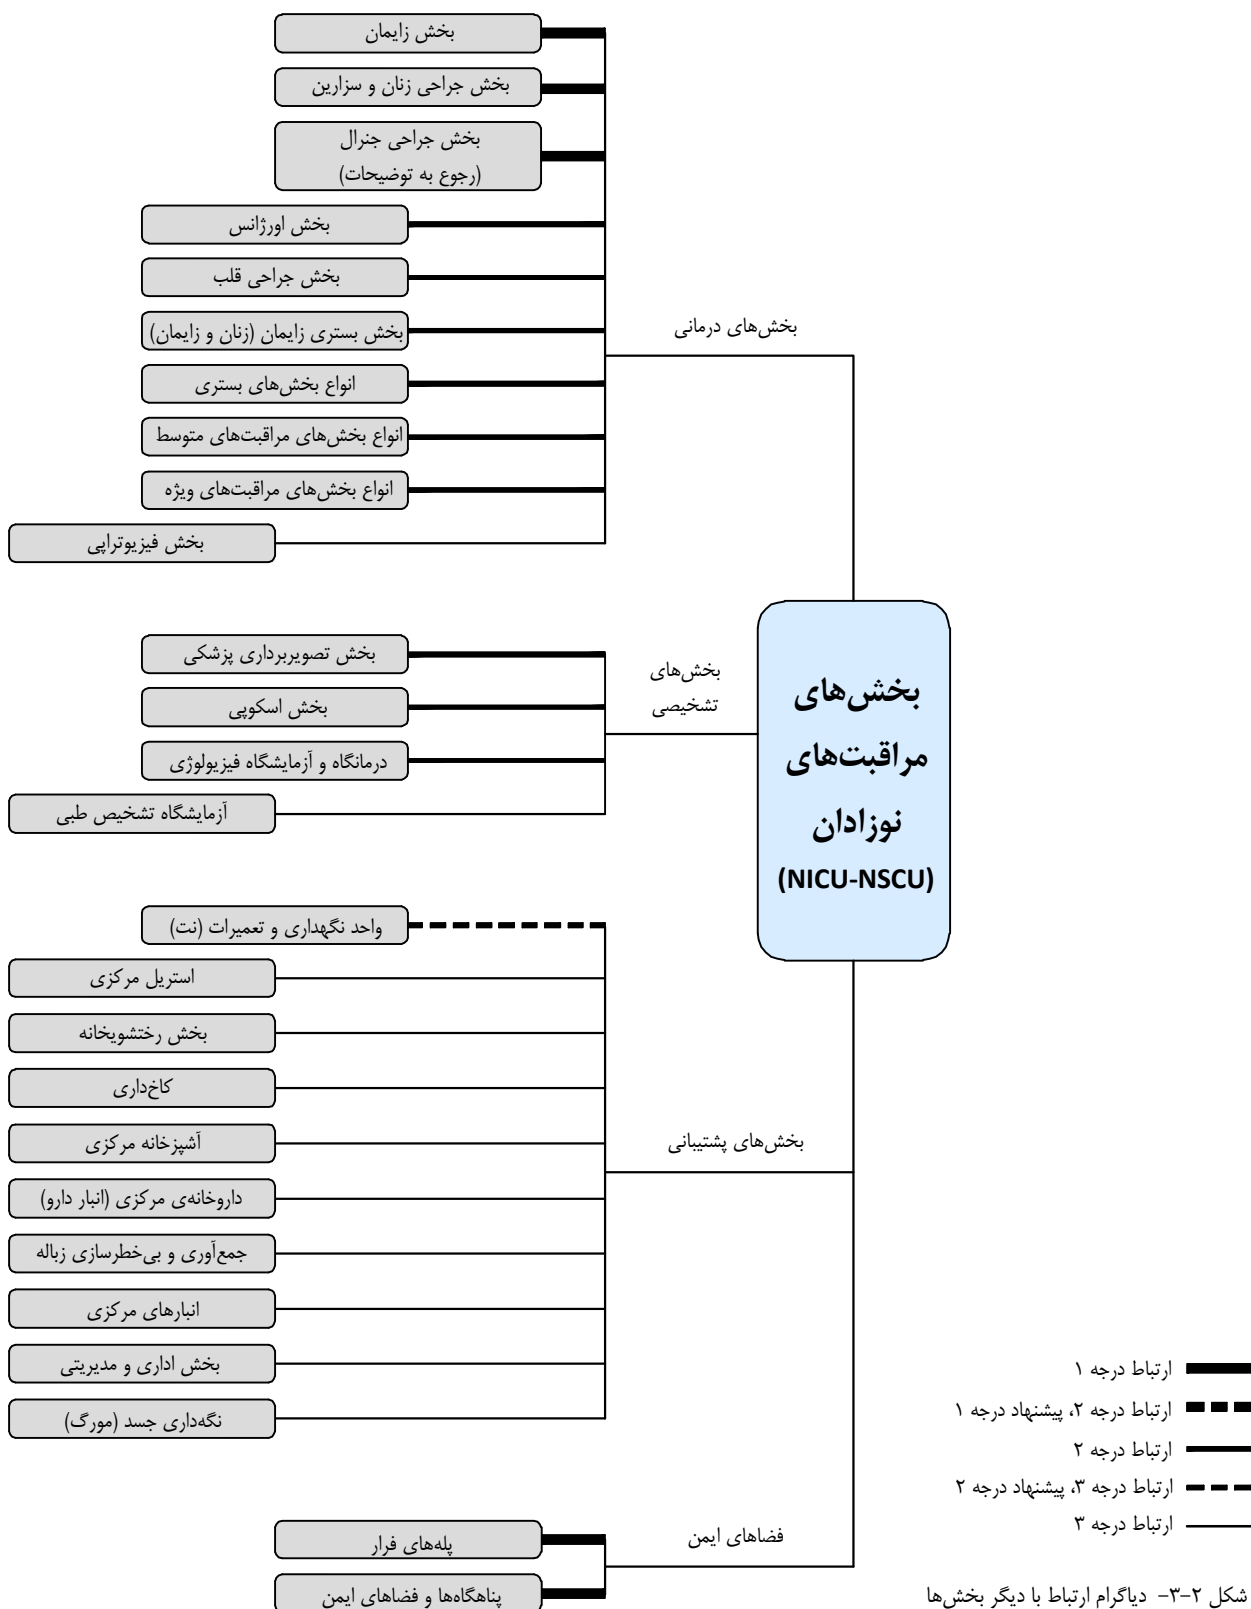 بخش زایمان
بخش جراحی زنان و سزارین
بخش جراحی جنرال
(رجوع به توضیحات)
بخش اورژانس
بخش جراحی قلب
بخش بستری زایمان (زنان و زایمان)
انواع بخش‌های بستری
انواع بخش‌های مراقبت‌های متوسط
انواع بخش‌های مراقبت‌های ویژه
بخش فیزیوتراپی
بخش‌های درمانی
بخش تصویربرداری پزشکی
بخش اسکوپی
درمانگاه و آزمایشگاه فیزیولوژی
آزمایشگاه تشخیص طبی
بخش‌های
تشخیصی
بخش‌های
مراقبت‌های
نوزادان
(NICU-NSCU)
واحد نگهداری و تعمیرات (نت)
استریل مرکزی
بخش رختشویخانه
کاخ‌داری
آشپزخانه مرکزی
داروخانه‌ی مرکزی (انبار دارو)
جمع‌آوری و بی‌خطرسازی زباله
انبارهای مرکزی
بخش اداری و مدیریتی
نگه‌داری جسد (مورگ)
بخش‌های پشتیبانی
پله‌های فرار
پناهگاه‌ها و فضاهای ایمن
فضاهای ایمن
ارتباط درجه ۱
ارتباط درجه ۲، پیشنهاد درجه ۱
ارتباط درجه ۲
ارتباط درجه ۳، پیشنهاد درجه ۲
ارتباط درجه ۳
شکل ۲-۳- دیاگرام ارتباط با دیگر بخش‌ها